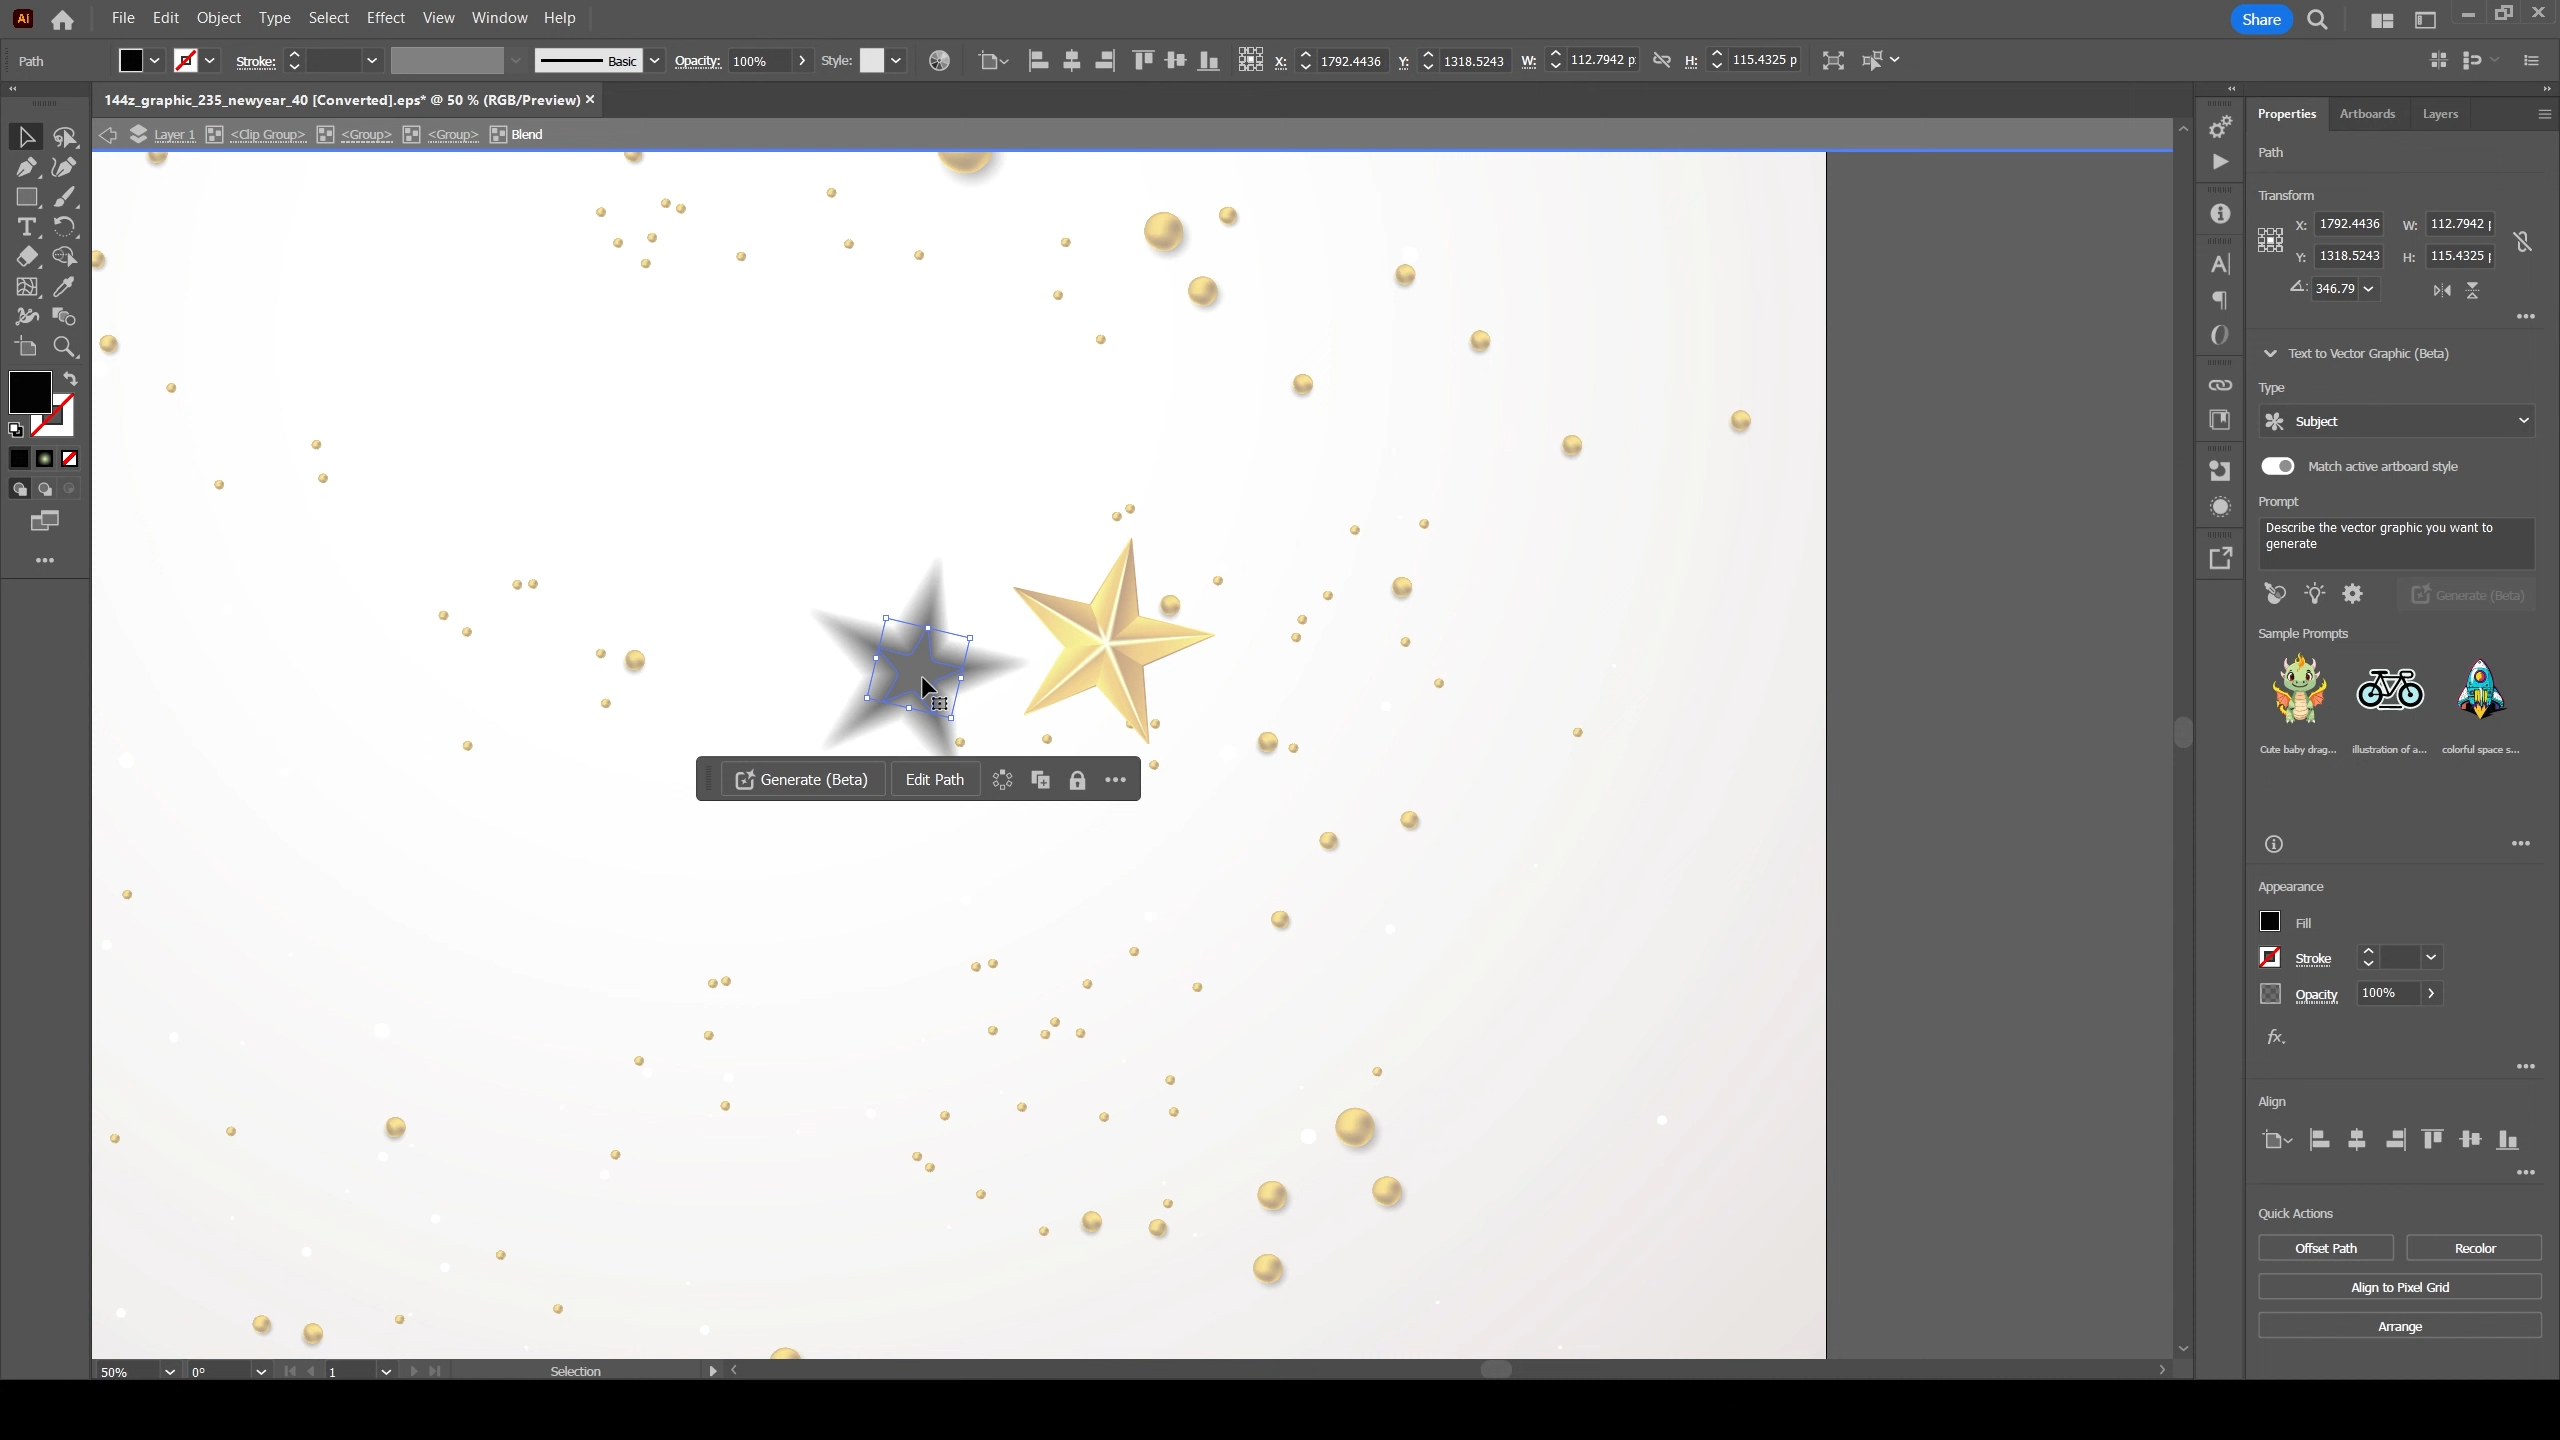 Ai File Edit Object Type Select Effect View Window Help Share
Path Stroke: Basic Opacity: 100% Style: X: 1792.4436 Y: 1318.5243 W: 112.7942 p H: 115.4325 p
144z_graphic_235_newyear_40 [Converted].eps* @ 50 % (RGB/Preview) ×
Layer 1 <Clip Group> <Group> <Group> Blend
Generate (Beta) Edit Path
50% 0° 1 Selection
Properties Artboards Layers
Path
Transform
X: 1792.4436 W: 112.7942 p
Y: 1318.5243 H: 115.4325 p
346.79
Text to Vector Graphic (Beta)
Type
Subject
Match active artboard style
Prompt
Describe the vector graphic you want to
generate
Generate (Beta)
Sample Prompts
Cute baby drag... illustration of a... colorful space s...
Appearance
Fill
Stroke
Opacity 100%
fx.
Align
Quick Actions
Offset Path Recolor
Align to Pixel Grid
Arrange